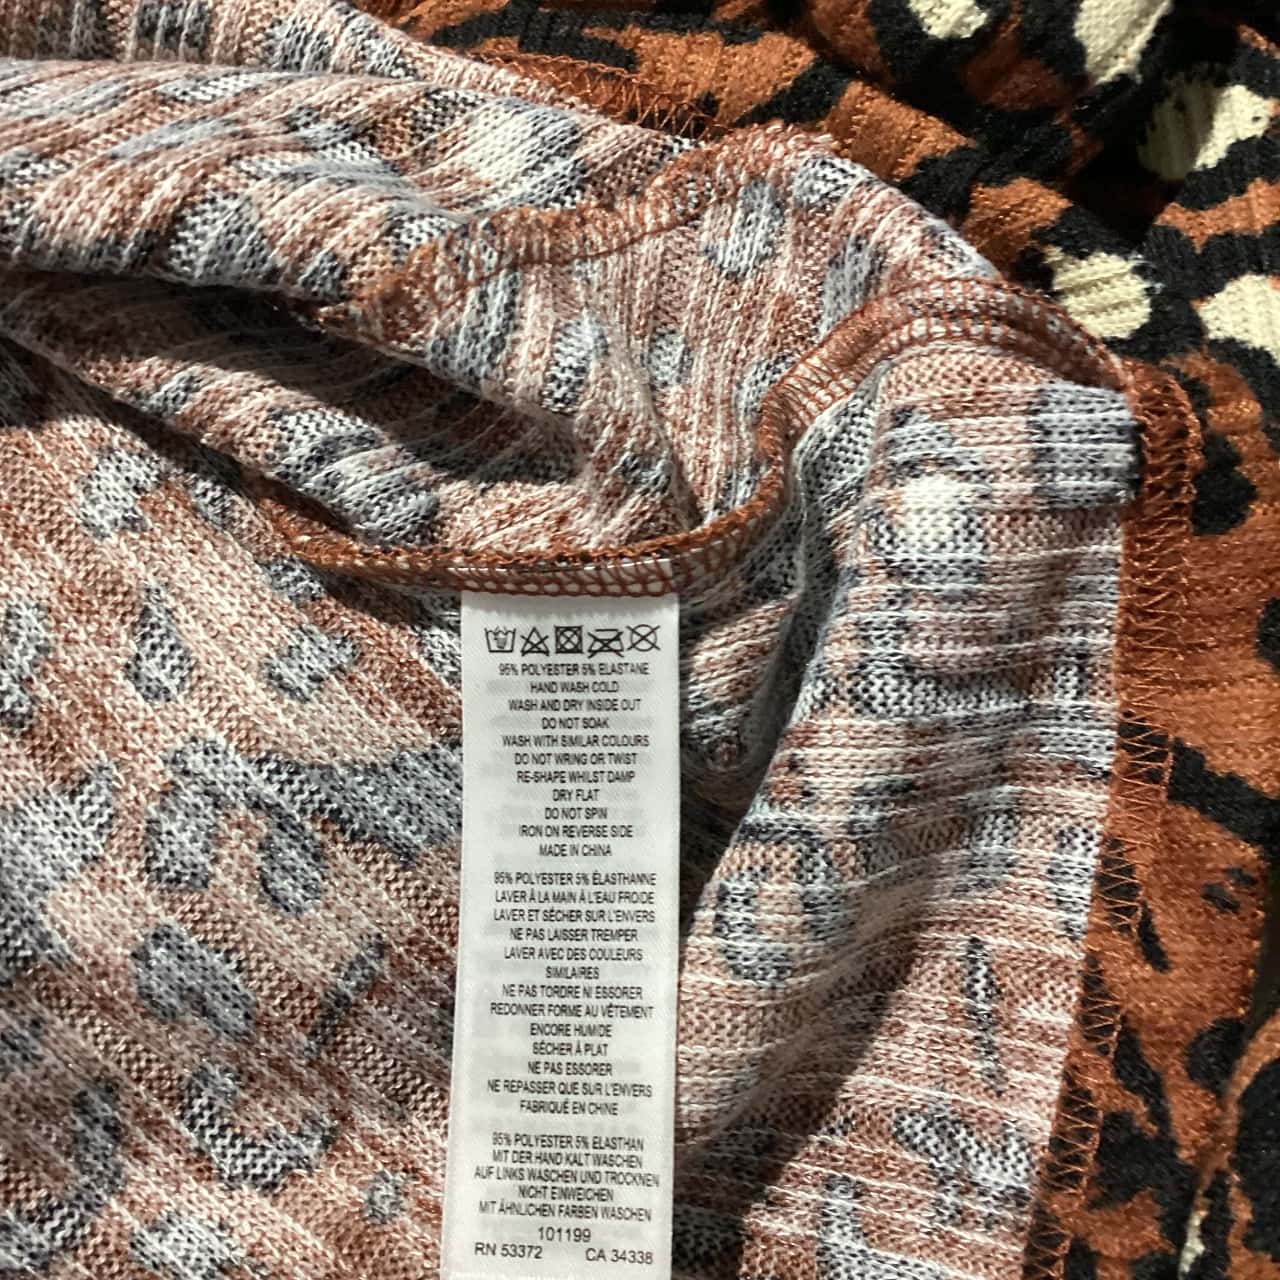 95% POLYESTER 5% ELASTANE
HAND WASH COLD
WASH AND DRY INSIDE OUT
DO NOT SOAK
WASH WITH SIMILAR COLOURS
DO NOT WRING OR TWIST
RE-SHAPE WHILST DAMP
DRY FLAT
DO NOT SPIN
IRON ON REVERSE SIDE
MADE IN CHINA
95% POLYESTER 5% ÉLASTHANNE
LAVER À LA MAIN À L'EAU FROIDE
LAVER ET SÉCHER SUR L'ENVERS
NE PAS LAISSER TREMPER
LAVER AVEC DES COULEURS
SIMILAIRES
NE PAS TORDRE NI ESSORER
REDONNER FORME AU VÊTEMENT
ENCORE HUMIDE
SÉCHER À PLAT
NE PAS ESSORER
NE REPASSER QUE SUR L'ENVERS
FABRIQUÉ EN CHINE
95% POLYESTER 5% ELASTHAN
MIT DER HAND KALT WASCHEN
AUF LINKS WASCHEN UND TROCKNEN
NICHT EINWEICHEN
MIT ÄHNLICHEN FARBEN WASCHEN
101199
RN 53372 CA 34338